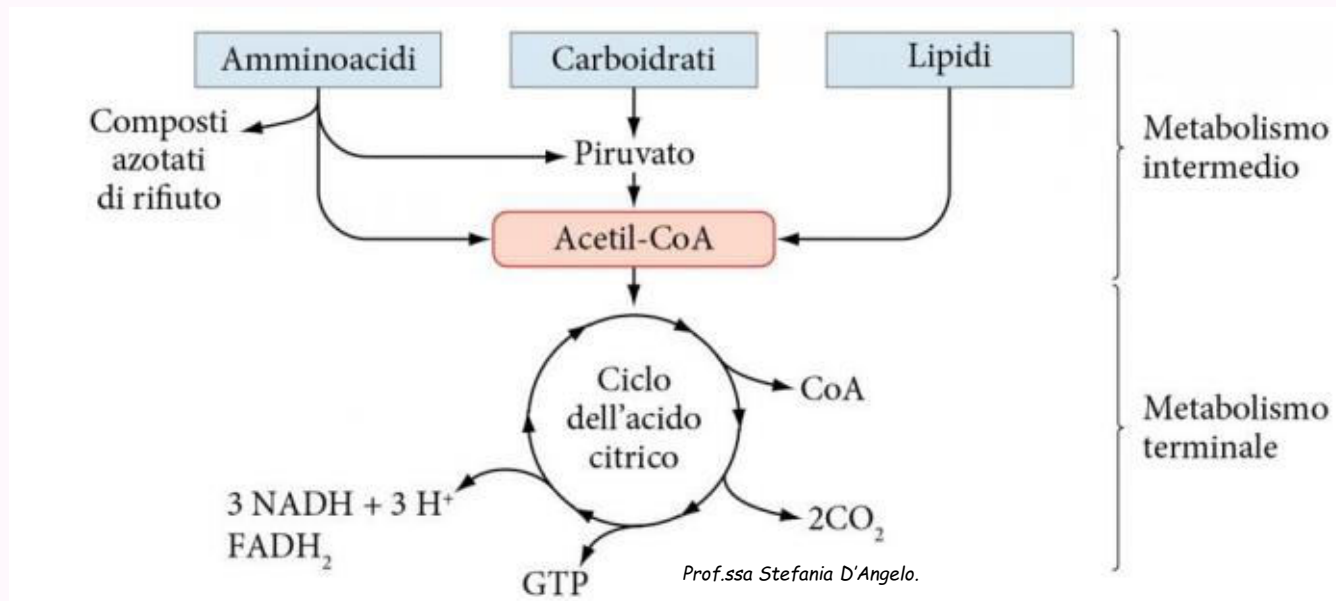 Amminoacidi
Carboidrati
Lipidi
Composti
azotati
di rifiuto
Piruvato
Metabolismo
intermedio
Acetil-CoA
Ciclo
dell'acido
citrico
CoA
Metabolismo
terminale
3 NADH + 3 H⁺
FADH₂
2CO₂
GTP
Prof.ssa Stefania D'Angelo.